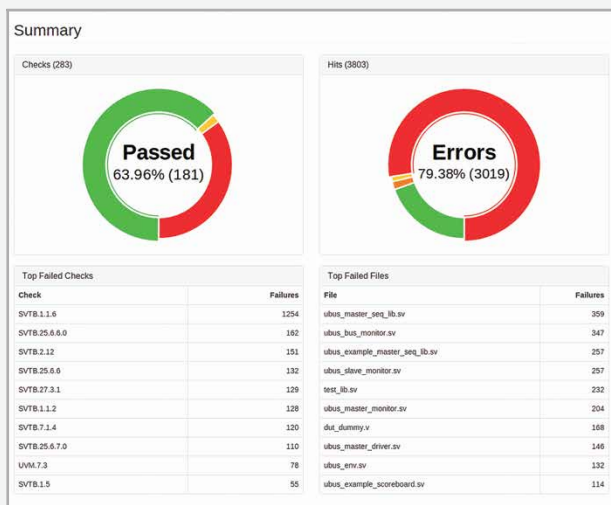 Summary
Checks (283)
Passed
63.96% (181)
Hits (3803)
Errors
79.38% (3019)
Top Failed Checks
Check Failures
SVTB.1.1.6 1254
SVTB.25.6.6.0 162
SVTB.2.12 151
SVTB.25.6.6 132
SVTB.27.3.1 129
SVTB.1.1.2 128
SVTB.7.1.4 120
SVTB.25.6.7.0 110
UVM.7.3 78
SVTB.1.5 55
Top Failed Files
File Failures
ubus_master_seq_lib.sv 359
ubus_bus_monitor.sv 347
ubus_example_master_seq_lib.sv 257
ubus_slave_monitor.sv 257
test_lib.sv 232
ubus_master_monitor.sv 204
dut_dummy.v 168
ubus_master_driver.sv 146
ubus_env.sv 132
ubus_example_scoreboard.sv 114